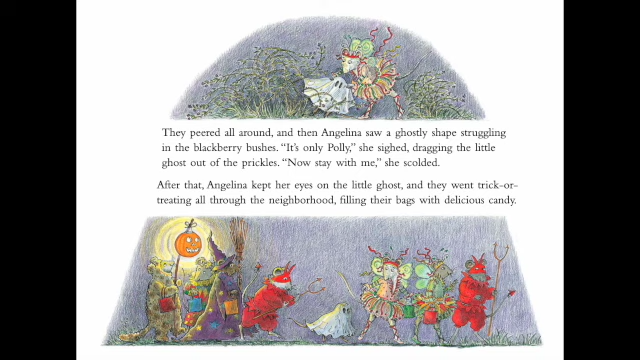 They peered all around, and then Angelina saw a ghostly shape struggling
in the blackberry bushes. “It’s only Polly,” she sighed, dragging the little
ghost out of the prickles. “Now stay with me,” she scolded.
After that, Angelina kept her eyes on the little ghost, and they went trick-or-
treating all through the neighborhood, filling their bags with delicious candy.